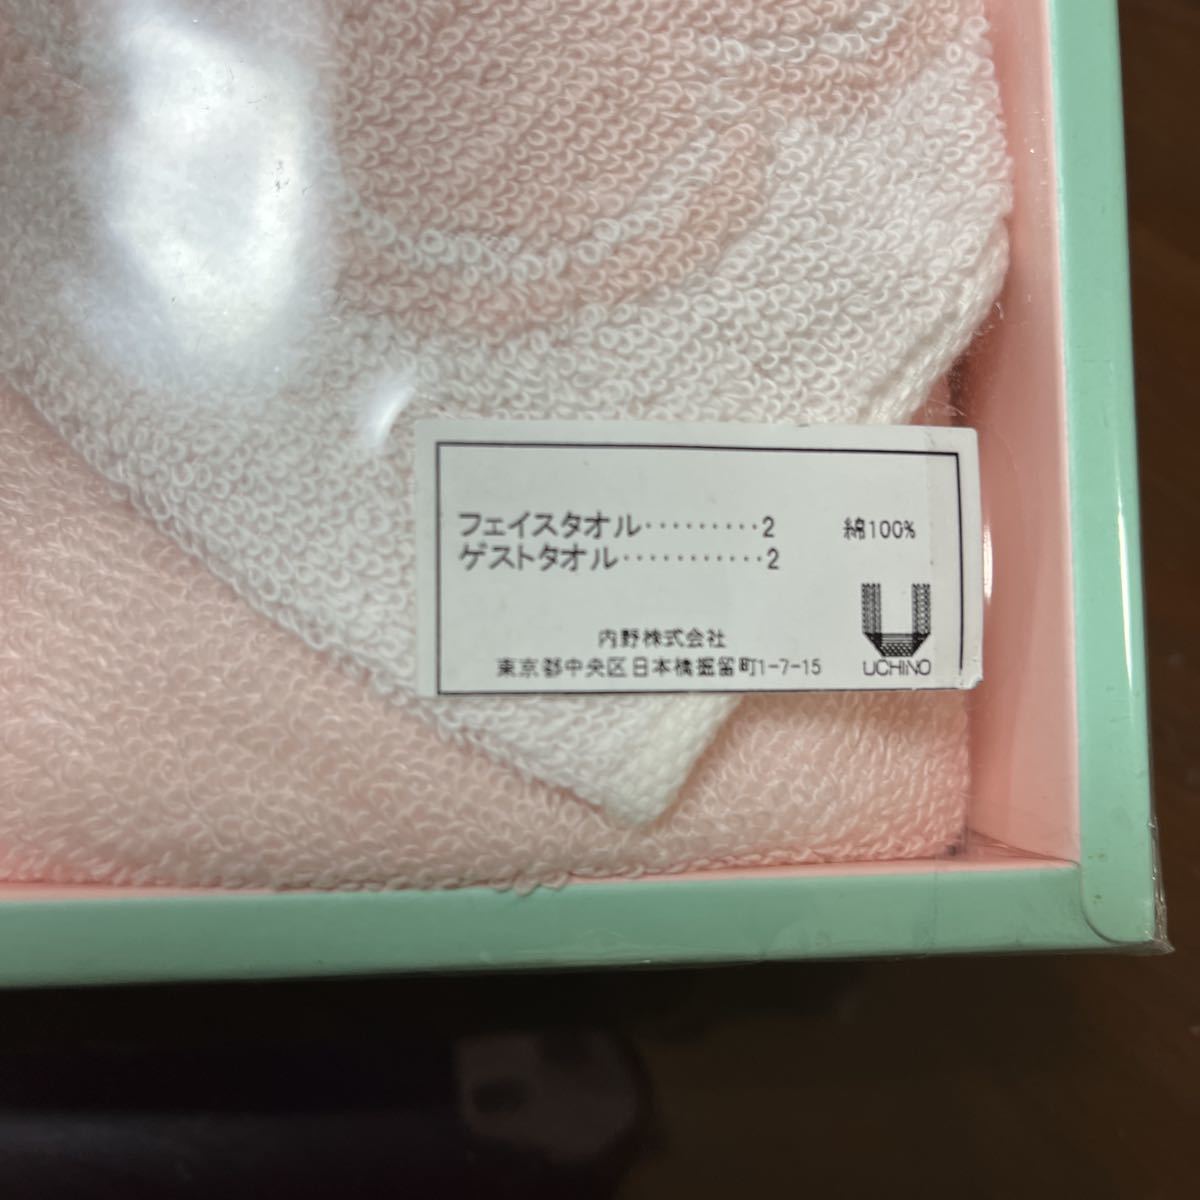 フェイスタオル·········2 綿100%
ゲストタオル···········2
内野株式会社
東京都中央区日本橋堀留町1-7-15
UCHINO